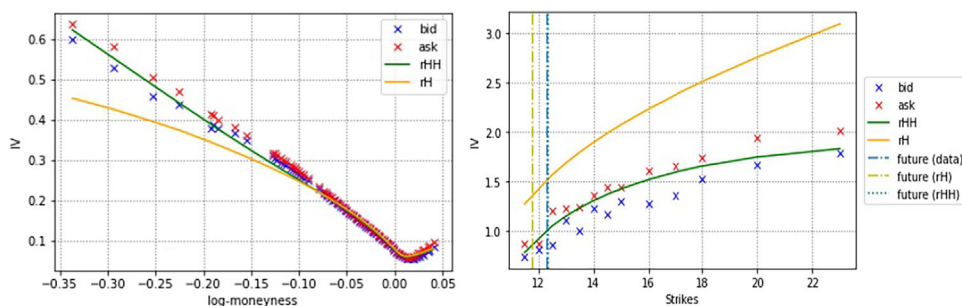 0.6
0.5
0.4
0.3
0.2
0.1
IV
-0.35 -0.30 -0.25 -0.20 -0.15 -0.10 -0.05 0.00 0.05
log-moneyness
bid
ask
rHH
rH
3.0
2.5
2.0
1.5
1.0
IV
12 14 16 18 20 22
Strikes
bid
ask
rHH
rH
future (data)
future (rH)
future (rHH)